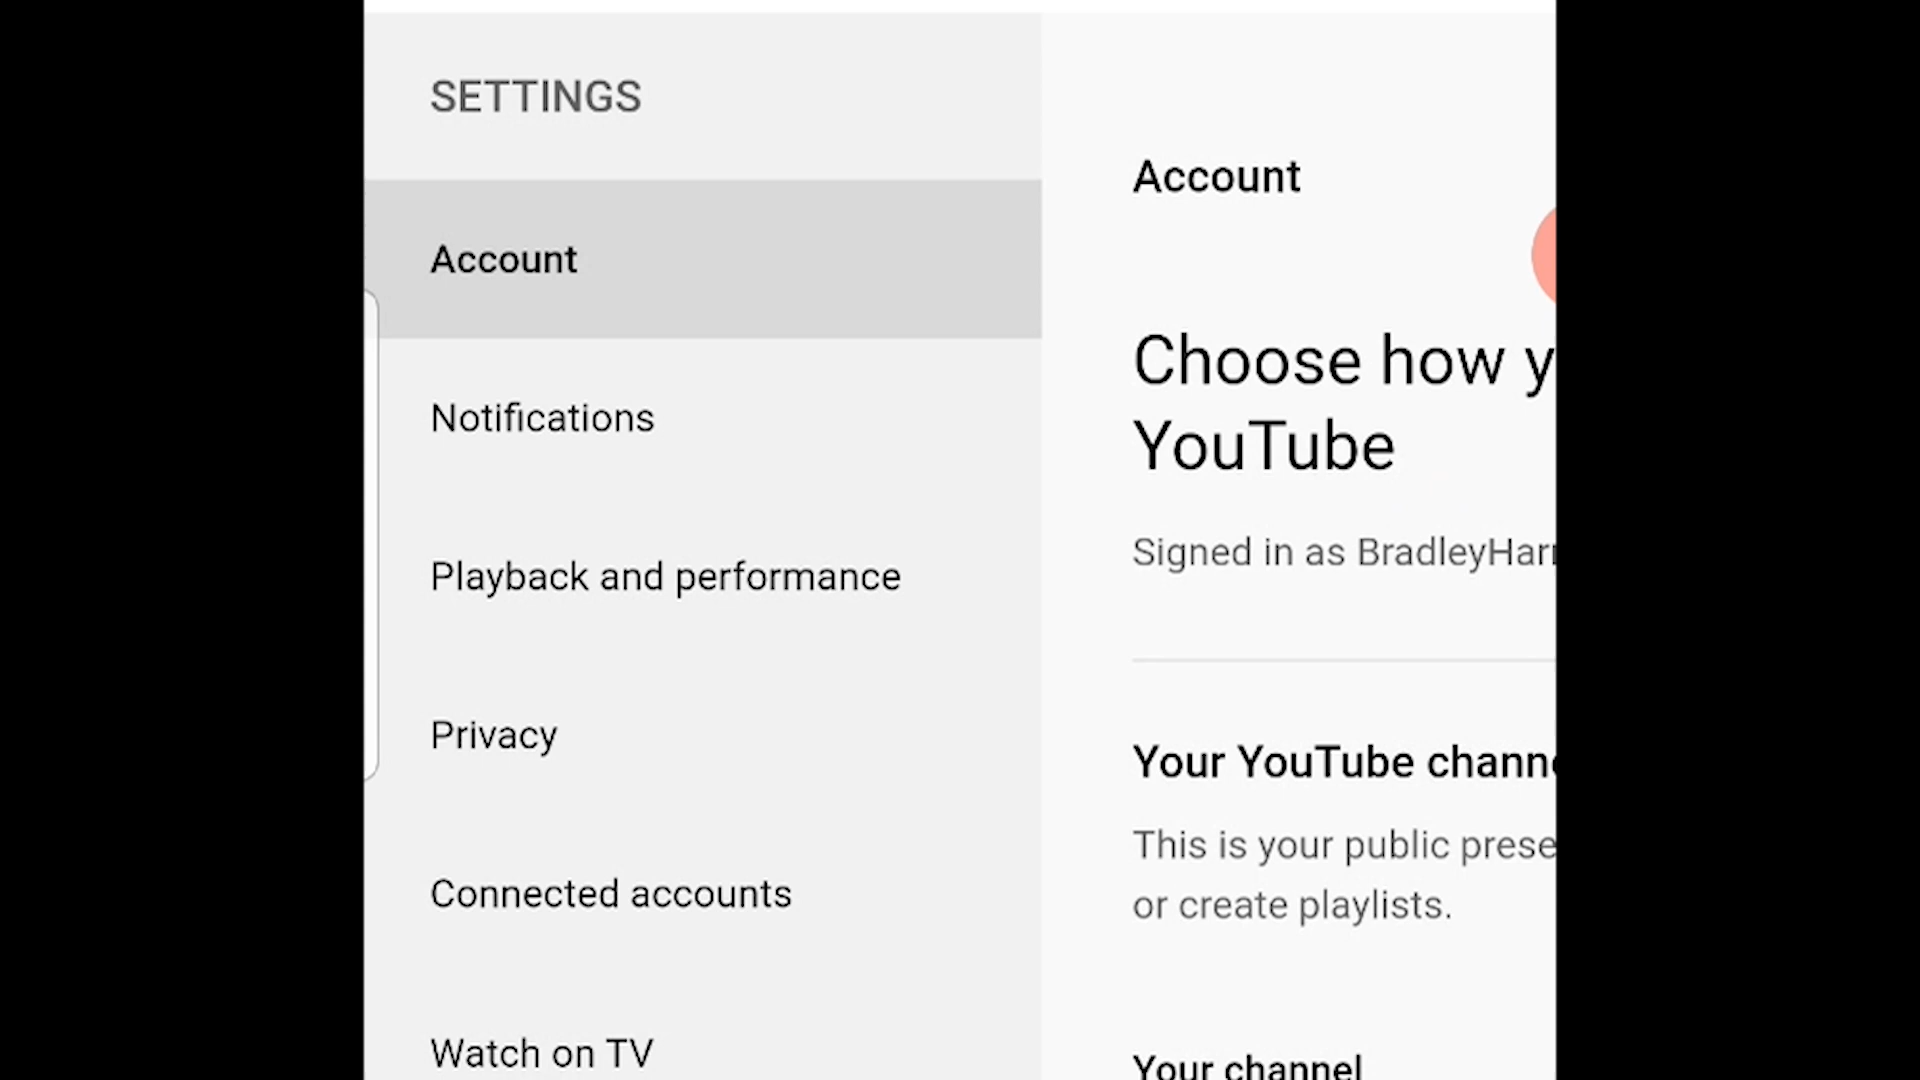 SETTINGS
Account
Notifications
Playback and performance
Privacy
Connected accounts
Watch on TV
Account
Choose how y
YouTube
Signed in as BradleyHar
Your YouTube chann
This is your public prese
or create playlists.
Your channel